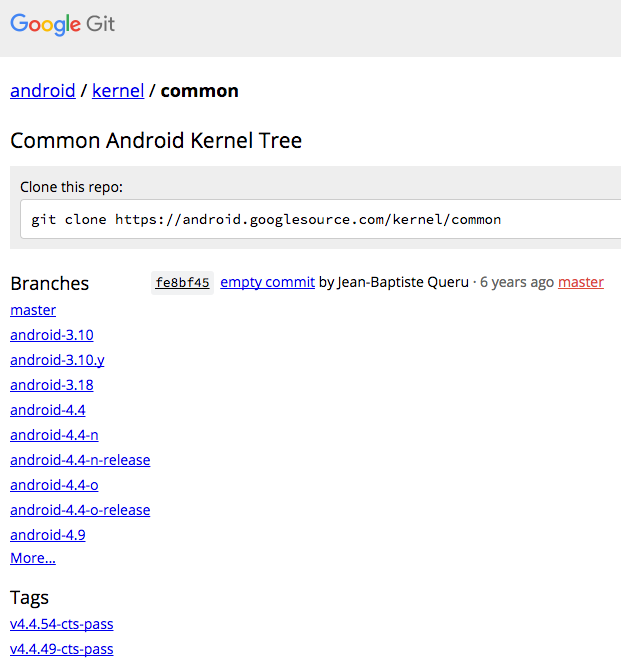 Google Git
android / kernel / common
Common Android Kernel Tree
Clone this repo:
git clone https://android.googlesource.com/kernel/common
Branches
master
android-3.10
android-3.10.y
android-3.18
android-4.4
android-4.4-n
android-4.4-n-release
android-4.4-o
android-4.4-o-release
android-4.9
More...
Tags
v4.4.54-cts-pass
v4.4.49-cts-pass
fe8bf45 empty commit by Jean-Baptiste Queru · 6 years ago master